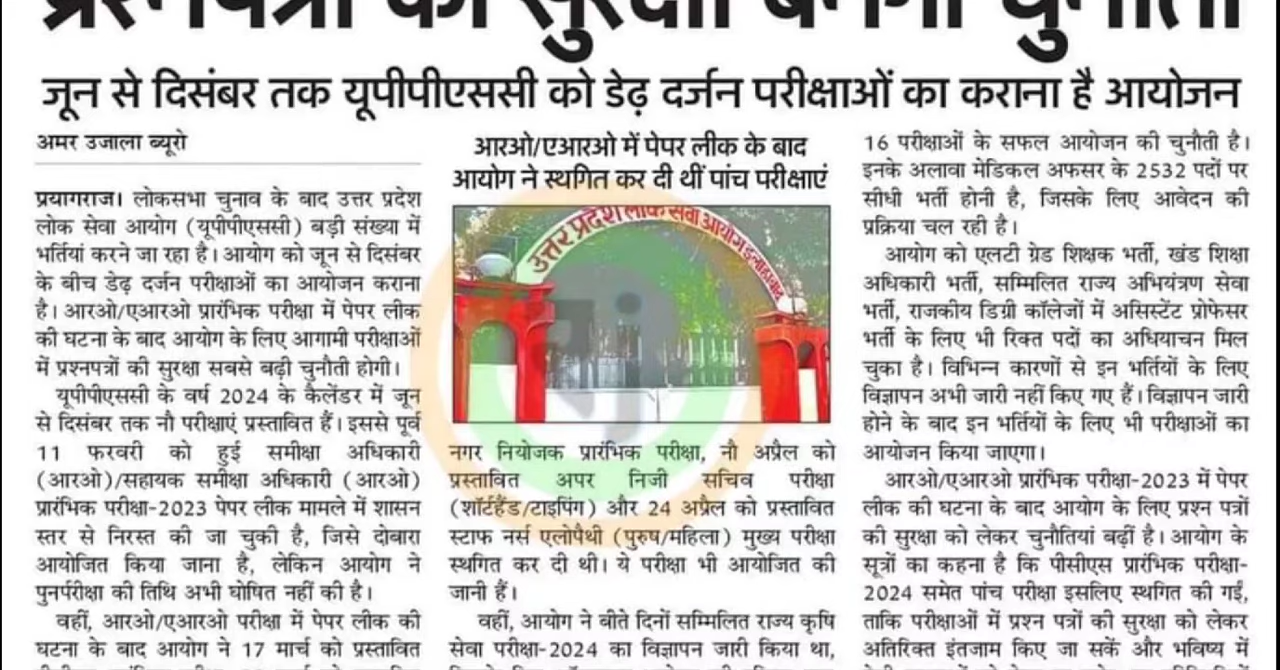 प्रश्नपत्रों की सुरक्षा बनेगी चुनौती
जून से दिसंबर तक यूपीपीएससी को डेढ़ दर्जन परीक्षाओं का कराना है आयोजन
अमर उजाला ब्यूरो
प्रयागराज। लोकसभा चुनाव के बाद उत्तर प्रदेश
लोक सेवा आयोग (यूपीपीएससी) बड़ी संख्या में
भर्तियां करने जा रहा है। आयोग को जून से दिसंबर
के बीच डेढ़ दर्जन परीक्षाओं का आयोजन कराना
है। आरओ/एआरओ प्रारंभिक परीक्षा में पेपर लीक
की घटना के बाद आयोग के लिए आगामी परीक्षाओं
में प्रश्नपत्रों की सुरक्षा सबसे बढ़ी चुनौती होगी।
यूपीपीएससी के वर्ष 2024 के कैलेंडर में जून
से दिसंबर तक नौ परीक्षाएं प्रस्तावित हैं। इससे पूर्व
11 फरवरी को हुई समीक्षा अधिकारी
(आरओ)/सहायक समीक्षा अधिकारी (आरओ)
प्रारंभिक परीक्षा-2023 पेपर लीक मामले में शासन
स्तर से निरस्त की जा चुकी है, जिसे दोबारा
आयोजित किया जाना है, लेकिन आयोग ने
पुनर्परीक्षा की तिथि अभी घोषित नहीं की है।
वहीं, आरओ/एआरओ परीक्षा में पेपर लीक की
घटना के बाद आयोग ने 17 मार्च को प्रस्तावित
आरओ/एआरओ में पेपर लीक के बाद
आयोग ने स्थगित कर दी थीं पांच परीक्षाएं
उत्तर प्रदेश लोक सेवा आयोग इलाहाबाद
नगर नियोजक प्रारंभिक परीक्षा, नौ अप्रैल को
प्रस्तावित अपर निजी सचिव परीक्षा
(शॉर्टहैंड/टाइपिंग) और 24 अप्रैल को प्रस्तावित
स्टाफ नर्स एलोपैथी (पुरुष/महिला) मुख्य परीक्षा
स्थगित कर दी थी। ये परीक्षा भी आयोजित की
जानी हैं।
वहीं, आयोग ने बीते दिनों सम्मिलित राज्य कृषि
सेवा परीक्षा-2024 का विज्ञापन जारी किया था,
16 परीक्षाओं के सफल आयोजन की चुनौती है।
इनके अलावा मेडिकल अफसर के 2532 पदों पर
सीधी भर्ती होनी है, जिसके लिए आवेदन की
प्रक्रिया चल रही है।
आयोग को एलटी ग्रेड शिक्षक भर्ती, खंड शिक्षा
अधिकारी भर्ती, सम्मिलित राज्य अभियंत्रण सेवा
भर्ती, राजकीय डिग्री कॉलेजों में असिस्टेंट प्रोफेसर
भर्ती के लिए भी रिक्त पदों का अधियाचन मिल
चुका है। विभिन्न कारणों से इन भर्तियों के लिए
विज्ञापन अभी जारी नहीं किए गए हैं। विज्ञापन जारी
होने के बाद इन भर्तियों के लिए भी परीक्षाओं का
आयोजन किया जाएगा।
आरओ/एआरओ प्रारंभिक परीक्षा-2023 में पेपर
लीक की घटना के बाद आयोग के लिए प्रश्न पत्रों
की सुरक्षा को लेकर चुनौतियां बढ़ीं है। आयोग के
सूत्रों का कहना है कि पीसीएस प्रारंभिक परीक्षा-
2024 समेत पांच परीक्षा इसलिए स्थगित की गईं,
ताकि परीक्षाओं में प्रश्न पत्रों की सुरक्षा को लेकर
अतिरिक्त इंतजाम किए जा सकें और भविष्य में